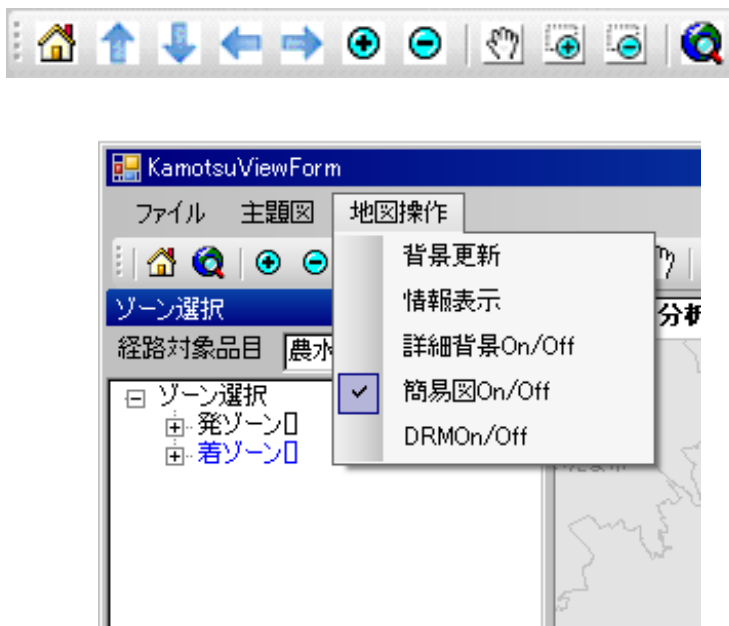 KamotsuViewForm
ファイル 主題図 地図操作
背景更新
情報表示
詳細背景On/Off
簡易図On/Off
DRMOn/Off
ゾーン選択
経路対象品目 農水
ゾーン選択
発ゾーン[]
着ゾーン[]
分析